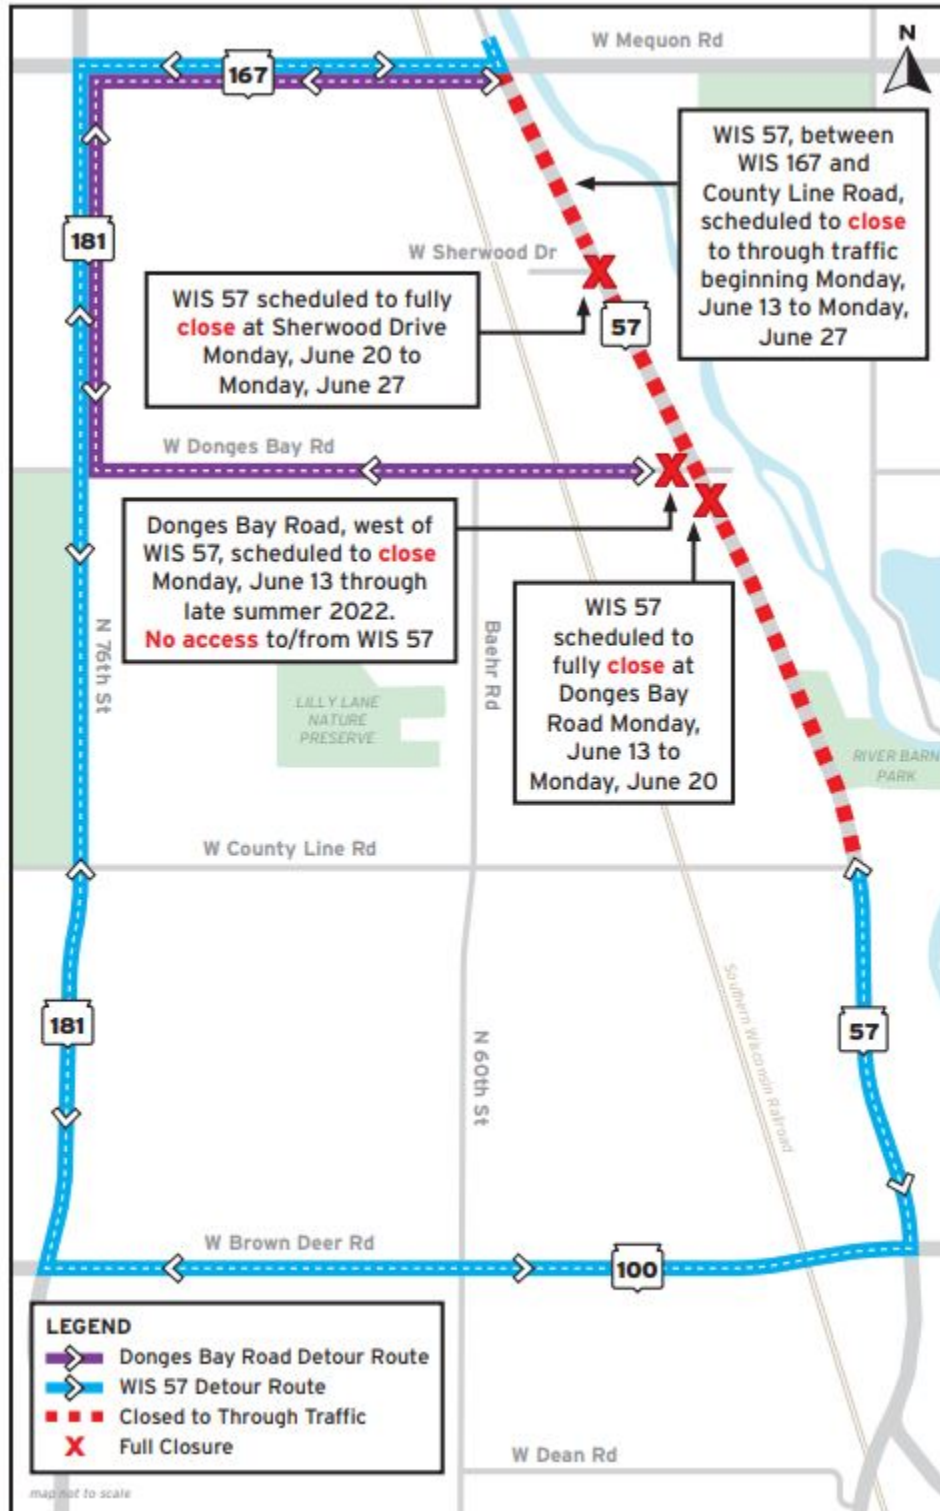 W Mequon Rd
N
167
WIS 57, between
WIS 167 and
County Line Road,
scheduled to close
to through traffic
beginning Monday,
June 13 to Monday,
June 27
181
W Sherwood Dr
WIS 57 scheduled to fully
close at Sherwood Drive
Monday, June 20 to
Monday, June 27
57
W Donges Bay Rd
Donges Bay Road, west of
WIS 57, scheduled to close
Monday, June 13 through
late summer 2022.
No access to/from WIS 57
WIS 57
scheduled to
fully close at
Donges Bay
Road Monday,
June 13 to
Monday, June 20
N 76th St
Baehr Rd
LILLY LANE
NATURE
PRESERVE
RIVER BARN
PARK
W County Line Rd
181
57
N 60th St
Southern Wisconsin Railroad
W Brown Deer Rd
100
LEGEND
Donges Bay Road Detour Route
WIS 57 Detour Route
Closed to Through Traffic
X Full Closure
W Dean Rd
map not to scale